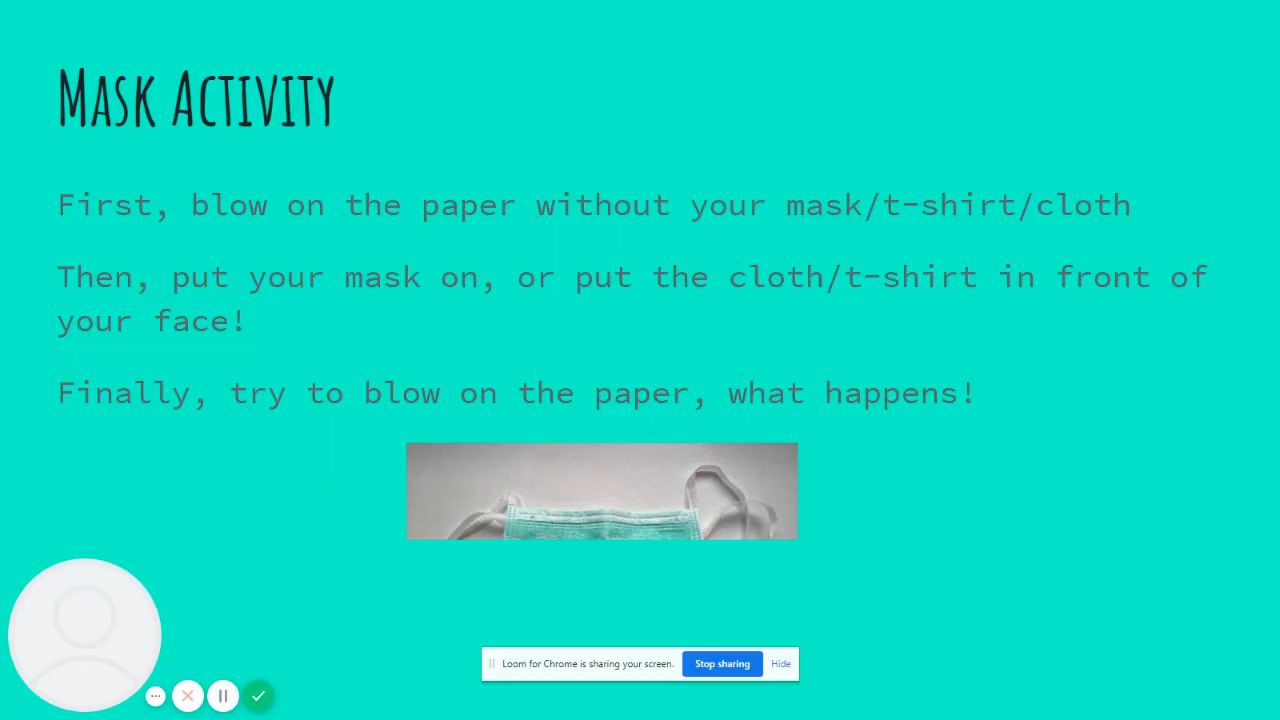 Mask Activity
First, blow on the paper without your mask/t-shirt/cloth
Then, put your mask on, or put the cloth/t-shirt in front of
your face!
Finally, try to blow on the paper, what happens!
Loom for Chrome is sharing your screen. Stop sharing Hide